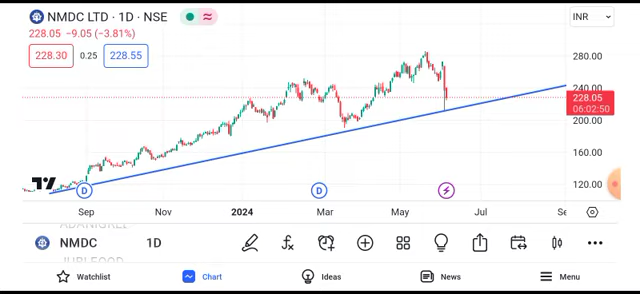 NMDC LTD · 1D · NSE
INR
228.05 −9.05 (−3.81%)
228.30 0.25 228.55
280.00
240.00
228.05
06:02:50
200.00
160.00
120.00
D D
Sep Nov 2024 Mar May Jul Se
NMDC 1D
Watchlist Chart Ideas News Menu